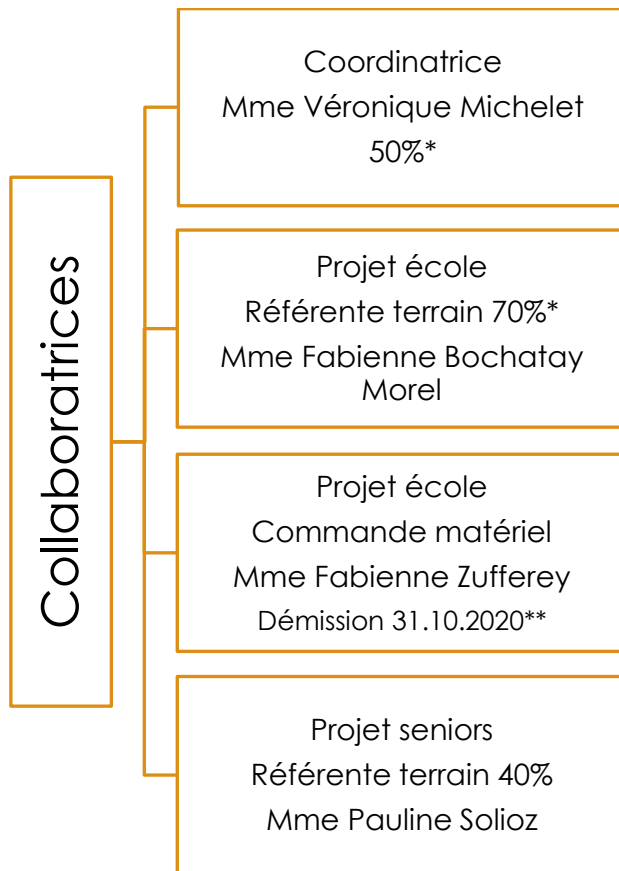 Collaboratrices
Coordinatrice
Mme Véronique Michelet
50%*
Projet école
Référente terrain 70%*
Mme Fabienne Bochatay
Morel
Projet école
Commande matériel
Mme Fabienne Zufferey
Démission 31.10.2020**
Projet seniors
Référente terrain 40%
Mme Pauline Solioz